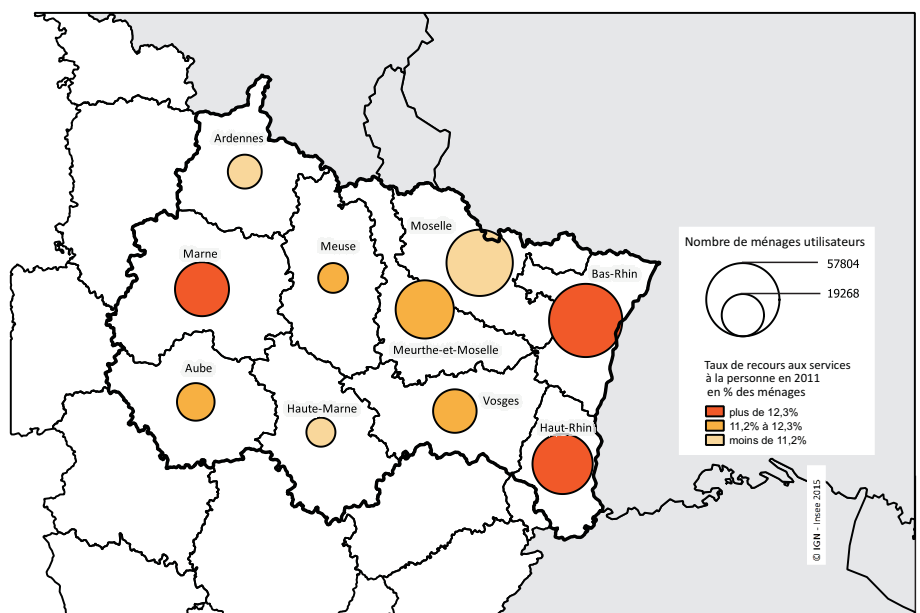 Ardennes
Moselle
Marne
Meuse
Bas-Rhin
Meurthe-et-Moselle
Aube
Haute-Marne
Vosges
Haut-Rhin
Nombre de ménages utilisateurs
57804
19268
Taux de recours aux services
à la personne en 2011
en % des ménages
plus de 12,3%
11,2% à 12,3%
moins de 11,2%
© IGN - Insee 2015